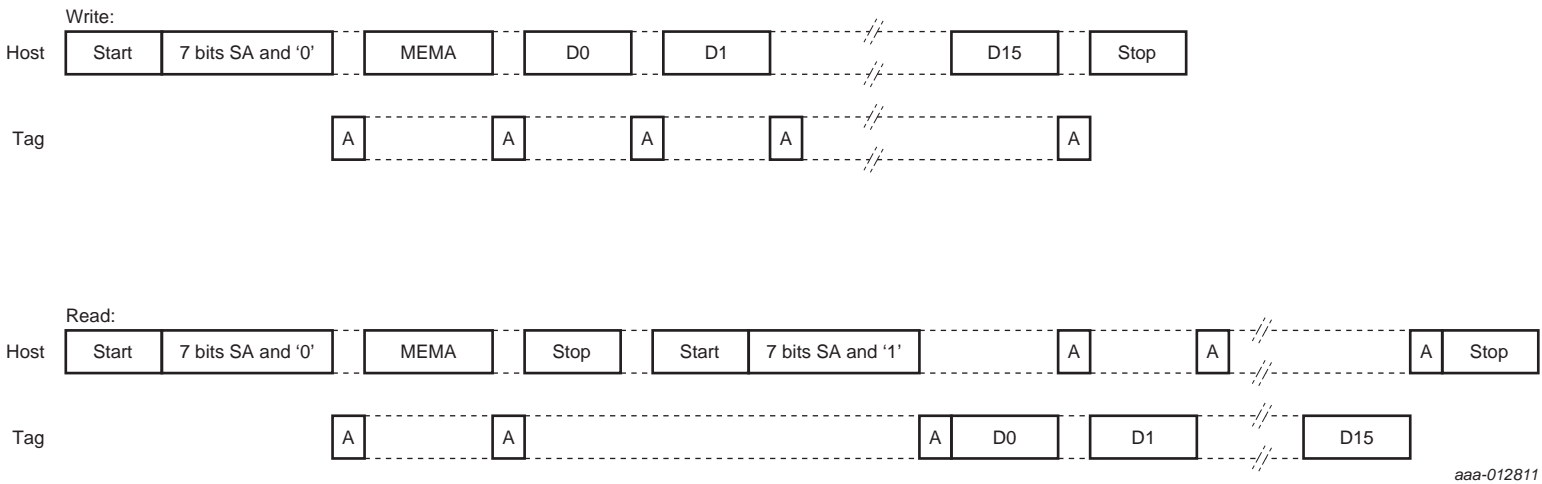 Write:
Host Start 7 bits SA and ‘0’ MEMA D0 D1 D15 Stop
Tag A A A A A
Read:
Host Start 7 bits SA and ‘0’ MEMA Stop Start 7 bits SA and ‘1’ A A A Stop
Tag A A A D0 D1 D15
aaa-012811